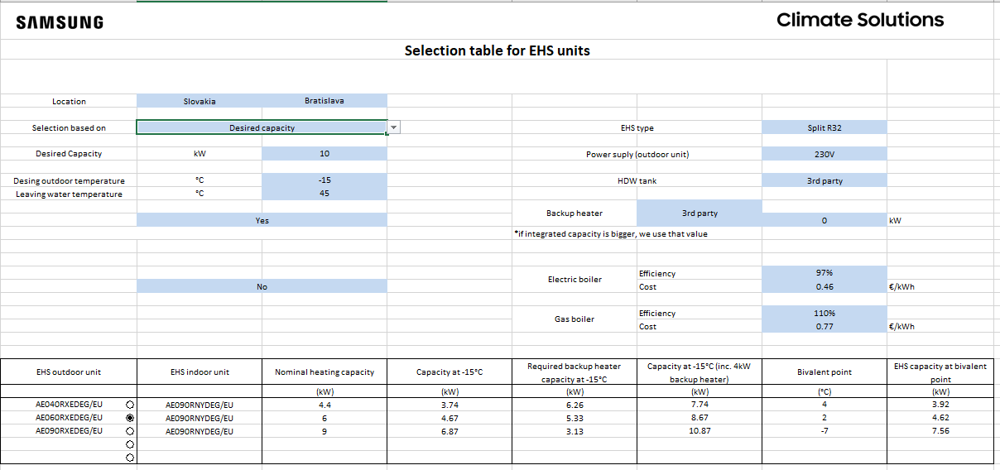 SAMSUNG
Climate Solutions
Selection table for EHS units
Location Slovakia Bratislava
Selection based on Desired capacity EHS type Split R32
Desired Capacity kW 10 Power suply (outdoor unit) 230V
Desing outdoor temperature °C -15 HDW tank 3rd party
Leaving water temperature °C 45
Backup heater 3rd party
Yes 0 kW
*if integrated capacity is bigger, we use that value
Electric boiler Efficiency 97%
No Cost 0.46 €/kWh
Gas boiler Efficiency 110%
Cost 0.77 €/kWh
EHS outdoor unit EHS indoor unit Nominal heating capacity Capacity at -15°C Required backup heater capacity at -15°C Capacity at -15°C (inc. 4kW backup heater) Bivalent point EHS capacity at bivalent point
(kW) (kW) (kW) (kW) (°C) (kW)
AE040RXEDEG/EU AE090RNYDEG/EU 4.4 3.74 6.26 7.74 4 3.92
AE060RXEDEG/EU AE090RNYDEG/EU 6 4.67 5.33 8.67 2 4.62
AE090RXEDEG/EU AE090RNYDEG/EU 9 6.87 3.13 10.87 -7 7.56